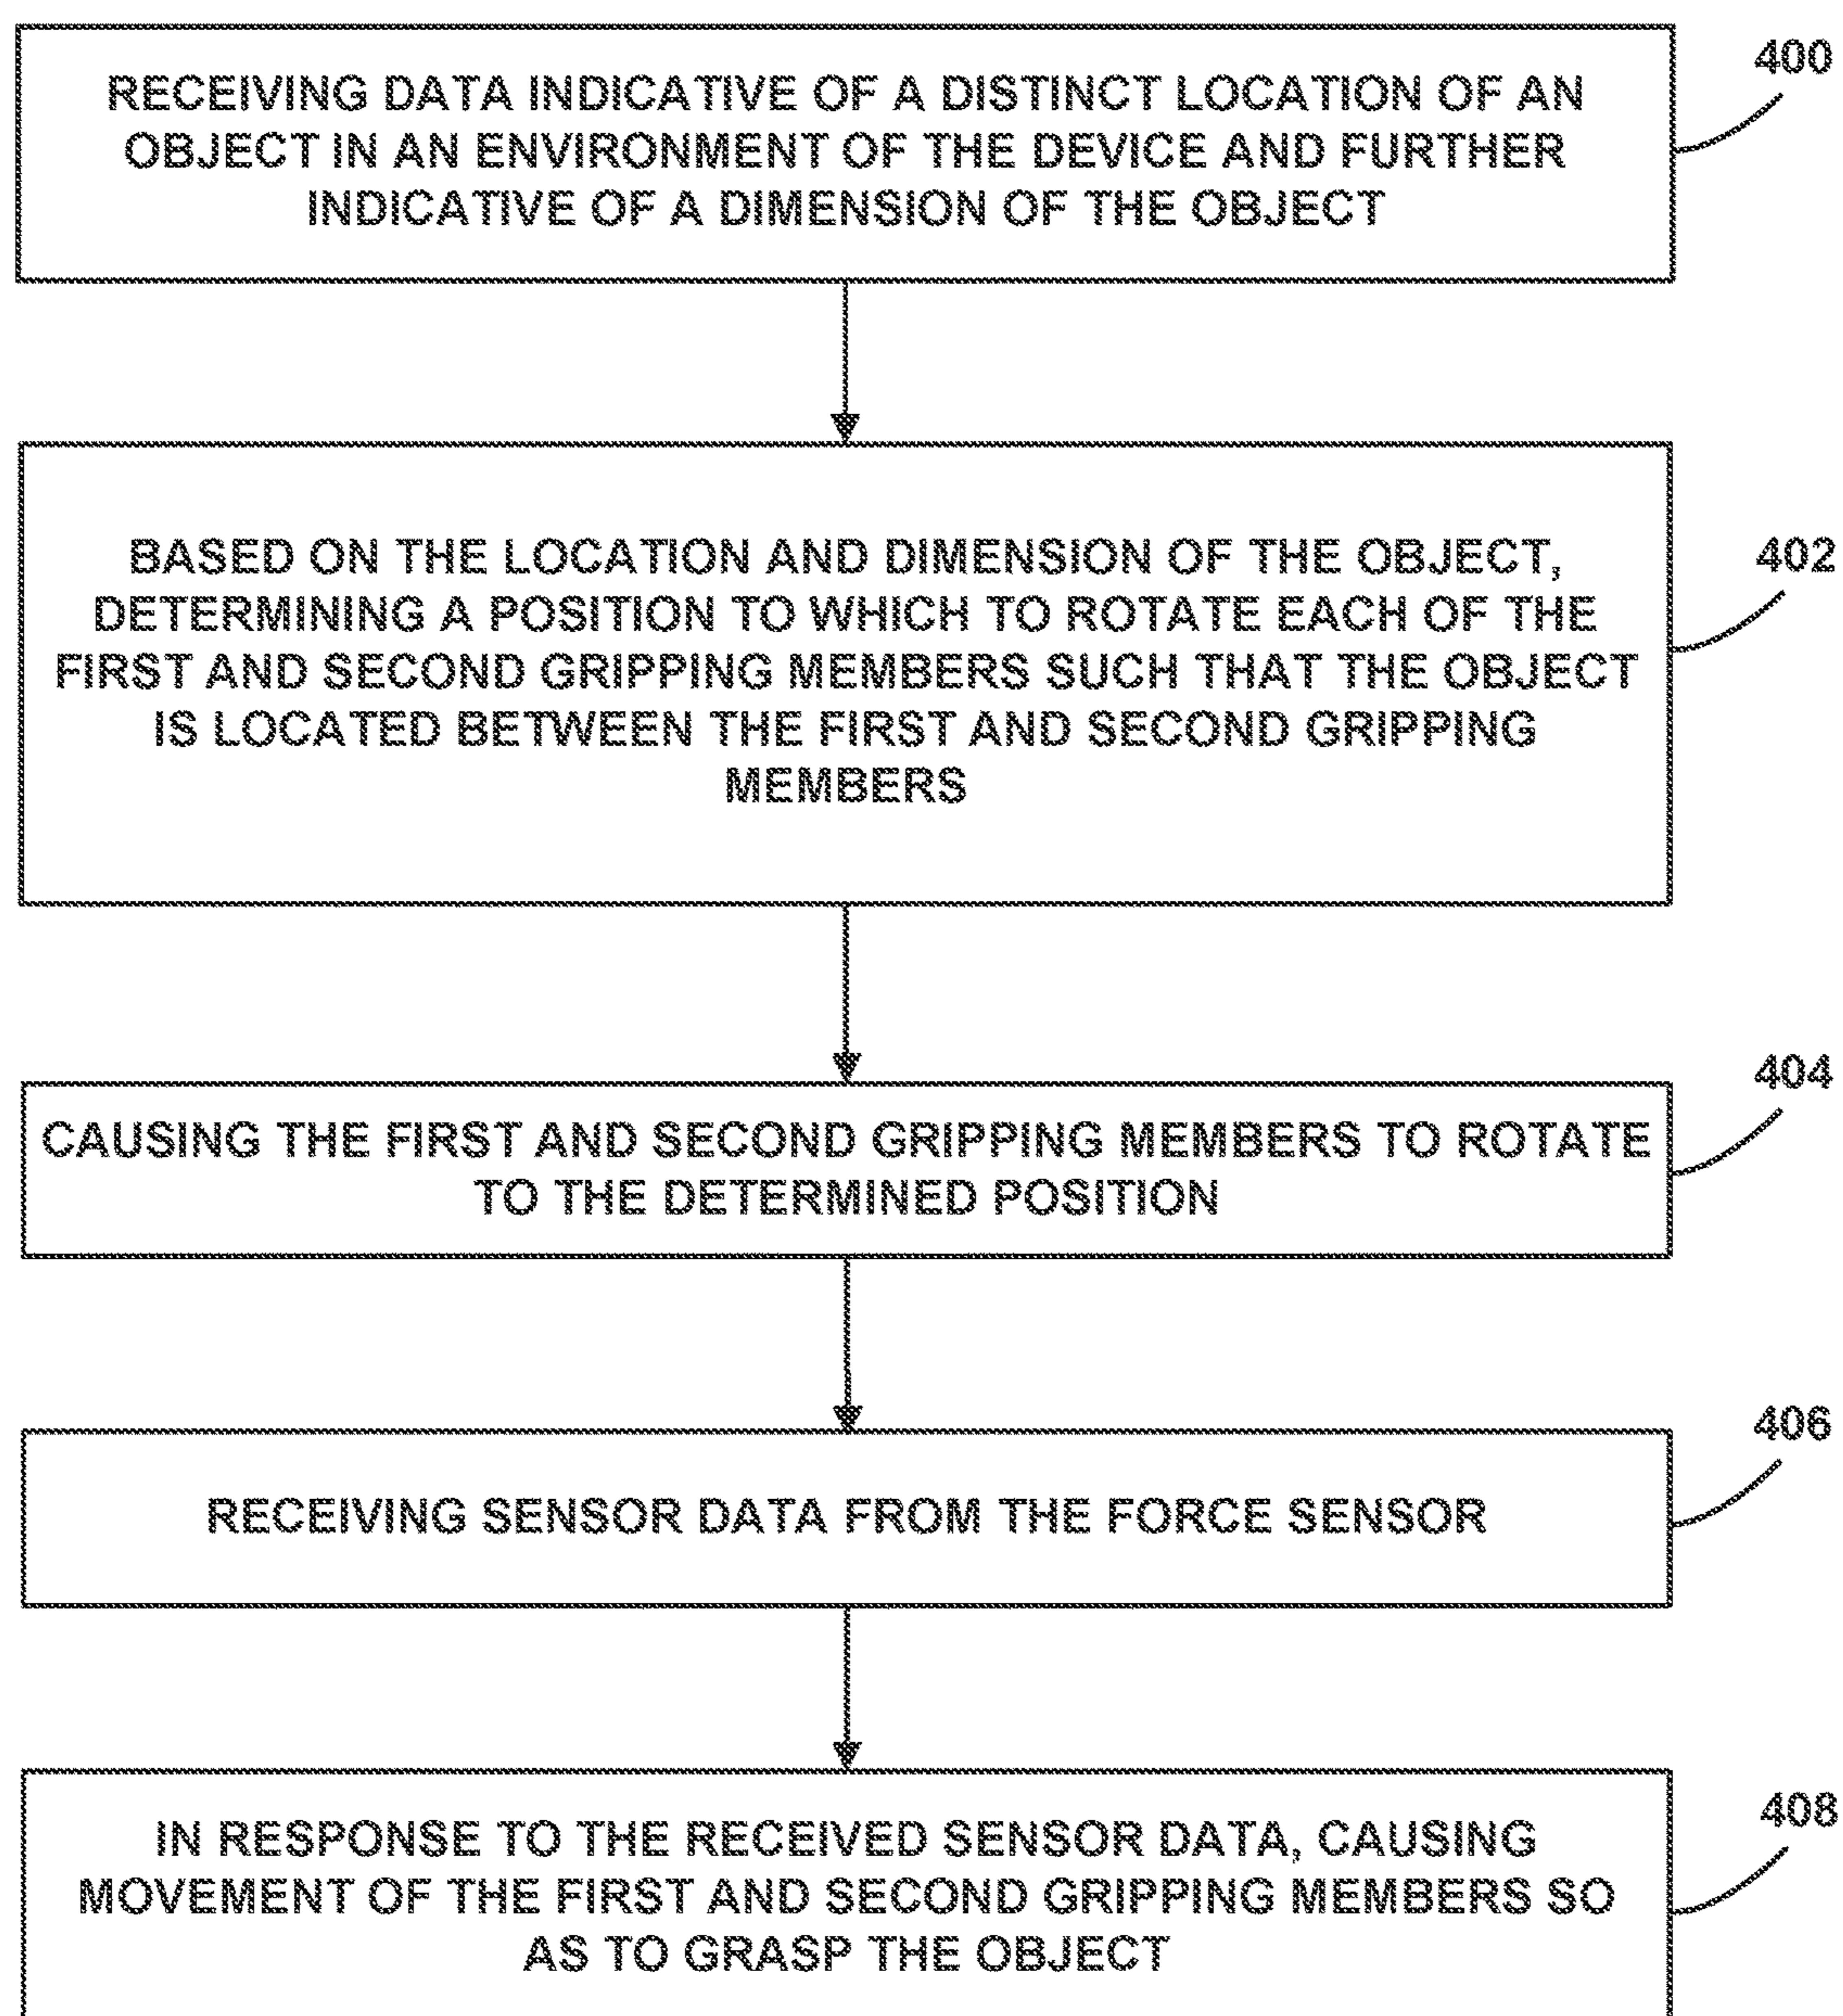 400
RECEIVING DATA INDICATIVE OF A DISTINCT LOCATION OF AN
OBJECT IN AN ENVIRONMENT OF THE DEVICE AND FURTHER
INDICATIVE OF A DIMENSION OF THE OBJECT
402
BASED ON THE LOCATION AND DIMENSION OF THE OBJECT,
DETERMINING A POSITION TO WHICH TO ROTATE EACH OF THE
FIRST AND SECOND GRIPPING MEMBERS SUCH THAT THE OBJECT
IS LOCATED BETWEEN THE FIRST AND SECOND GRIPPING
MEMBERS
404
CAUSING THE FIRST AND SECOND GRIPPING MEMBERS TO ROTATE
TO THE DETERMINED POSITION
406
RECEIVING SENSOR DATA FROM THE FORCE SENSOR
408
IN RESPONSE TO THE RECEIVED SENSOR DATA, CAUSING
MOVEMENT OF THE FIRST AND SECOND GRIPPING MEMBERS SO
AS TO GRASP THE OBJECT